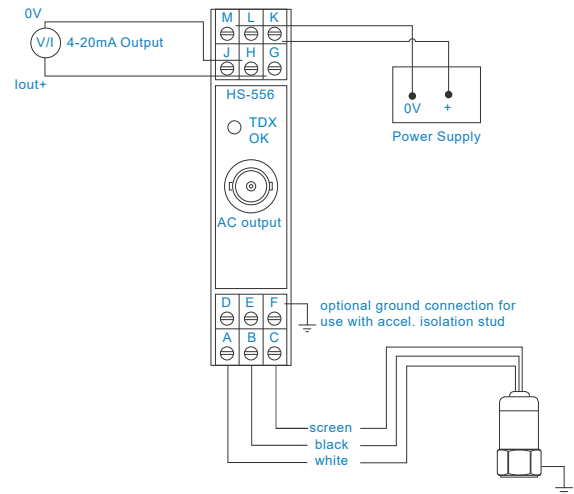 0V
V/I 4-20mA Output
Iout+
M L K
J H G
HS-556
TDX
OK
AC output
0V +
Power Supply
D E F
A B C
optional ground connection for
use with accel. isolation stud
screen
black
white